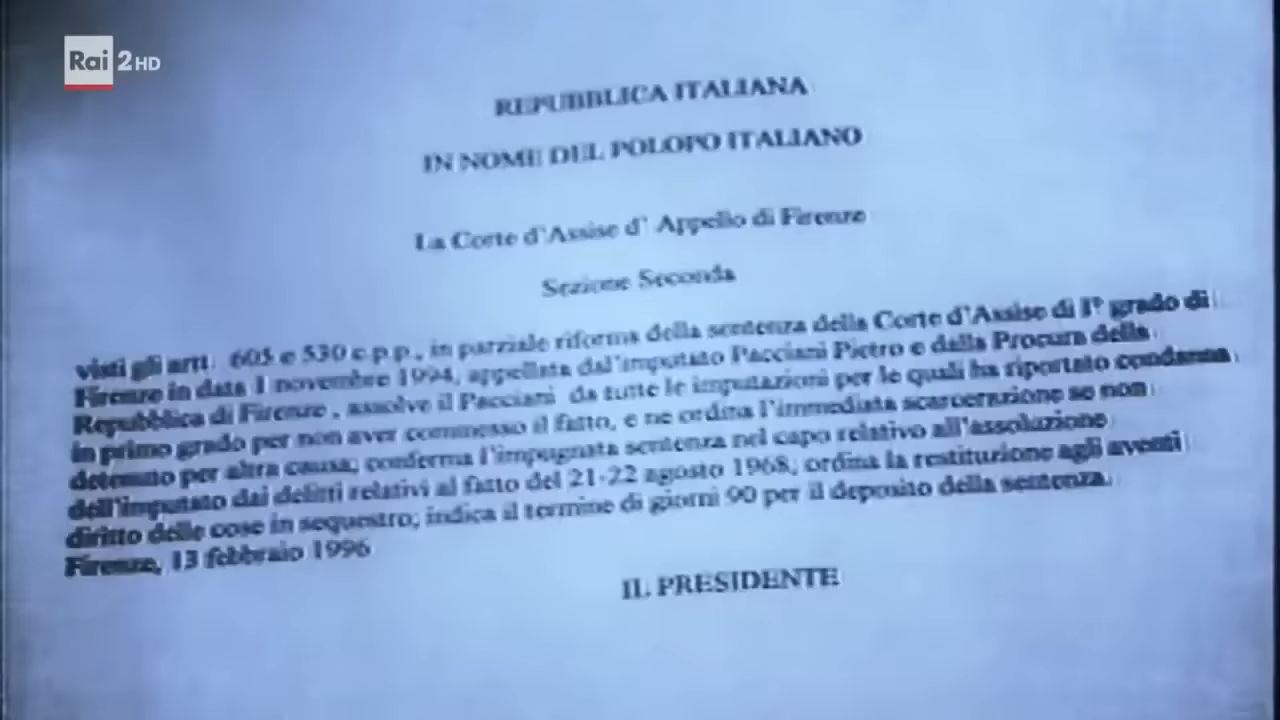 Rai 2HD
REPUBBLICA ITALIANA
IN NOME DEL POLOPO ITALIANO
La Corte d'Assise d' Appello di Firenze
Sezione Seconda
visti gli artt. 605 e 530 c.p.p., in parziale riforma della sentenza della Corte d'Assise di I° grado di
Firenze in data 1 novembre 1994, appellata dal'imputato Pacciani Pietro e dalla Procura della
Repubblica di Firenze , assolve il Pacciani da tutte le imputazioni per le quali ha riportato condanna
in primo grado per non aver commesso il fatto, e ne ordina l'immediata scarcerazione se non
detenuto per altra causa; conferma l'impugnata sentenza nel capo relativo all'assoluzione
dell'imputato dai delitti relativi al fatto del 21-22 agosto 1968; ordina la restituzione agli aventi
diritto delle cose in sequestro; indica il termine di giorni 90 per il deposito della sentenza.
Firenze, 13 febbraio 1996
IL PRESIDENTE